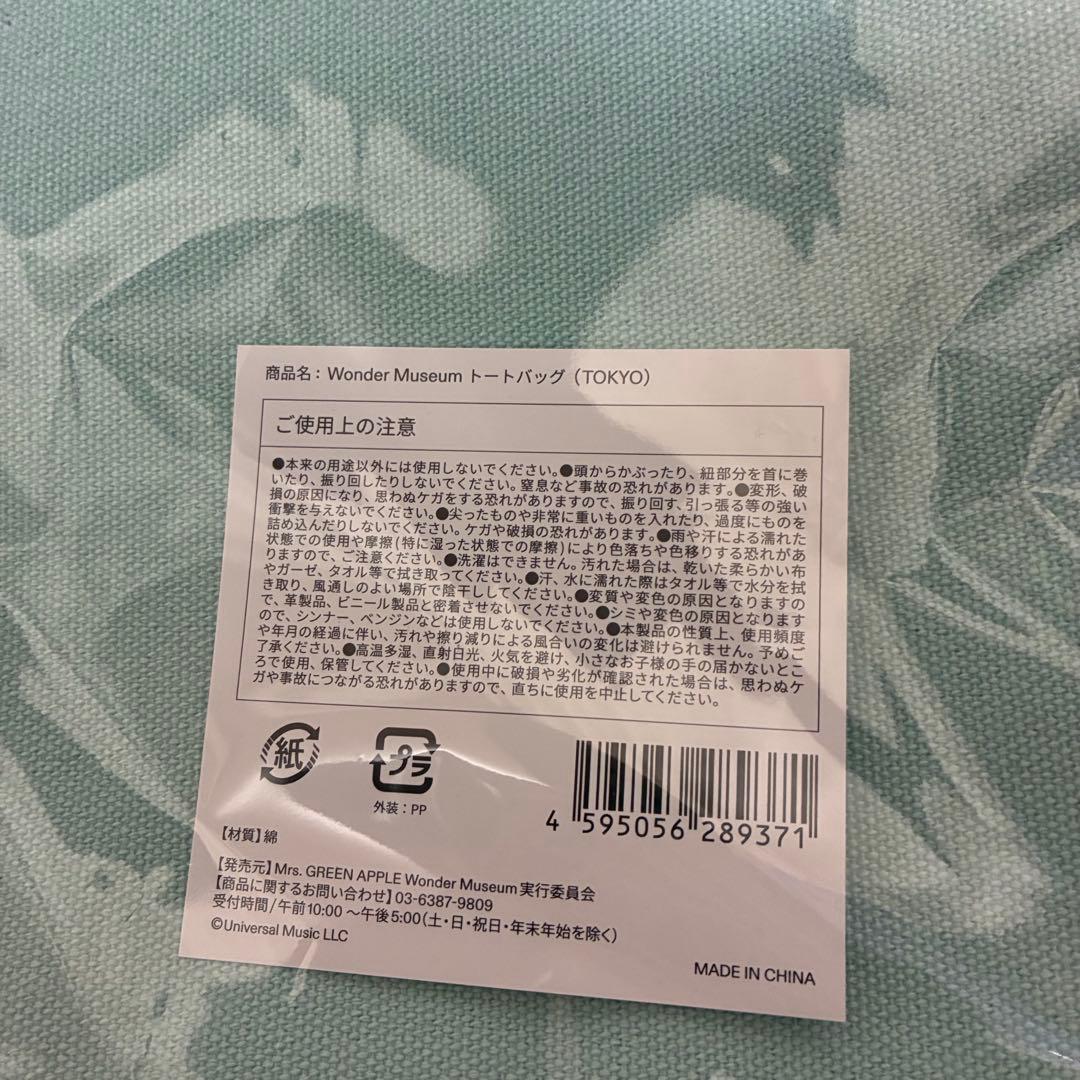 商品名：Wonder Museum トートバッグ（TOKYO）
ご使用上の注意
●本来の用途以外には使用しないでください。●頭からかぶったり、紐部分を首に巻
いたり、振り回したりしないでください。窒息など事故の恐れがあります。●変形、破
損の原因になり、思わぬケガをする恐れがありますので、振り回す、引っ張る等の強い
衝撃を与えないでください。●尖ったものや非常に重いものを入れたり、過度にものを
詰め込んだりしないでください。ケガや破損の恐れがあります。●雨や汗による濡れた
状態での使用や摩擦(特に湿った状態での摩擦)により色落ちや色移りする恐れがあ
りますので、ご注意ください。●洗濯はできません。汚れた場合は、乾いた柔らかい布
やガーゼ、タオル等で拭き取ってください。●汗、水に濡れた際はタオル等で水分を拭
き取り、風通しのよい場所で陰干ししてください。●変質や変色の原因となりますの
で、革製品、ビニール製品と密着させないでください。●シミや変色の原因となります
ので、シンナー、ベンジンなどは使用しないでください。●本製品の性質上、使用頻度
や年月の経過に伴い、汚れや擦り減りによる風合いの変化は避けられません。予めご
了承ください。●高温多湿、直射日光、火気を避け、小さなお子様の手の届かないとこ
ろで使用、保管してください。●使用中に破損や劣化が確認された場合は、思わぬケ
ガや事故につながる恐れがありますので、直ちに使用を中止してください。
紙
プラ
外装：PP
4 595056 289371
【材質】綿
【発売元】Mrs. GREEN APPLE Wonder Museum 実行委員会
【商品に関するお問い合わせ】03-6387-9809
受付時間/午前10:00 〜午後5:00(土・日・祝日・年末年始を除く)
©Universal Music LLC
MADE IN CHINA